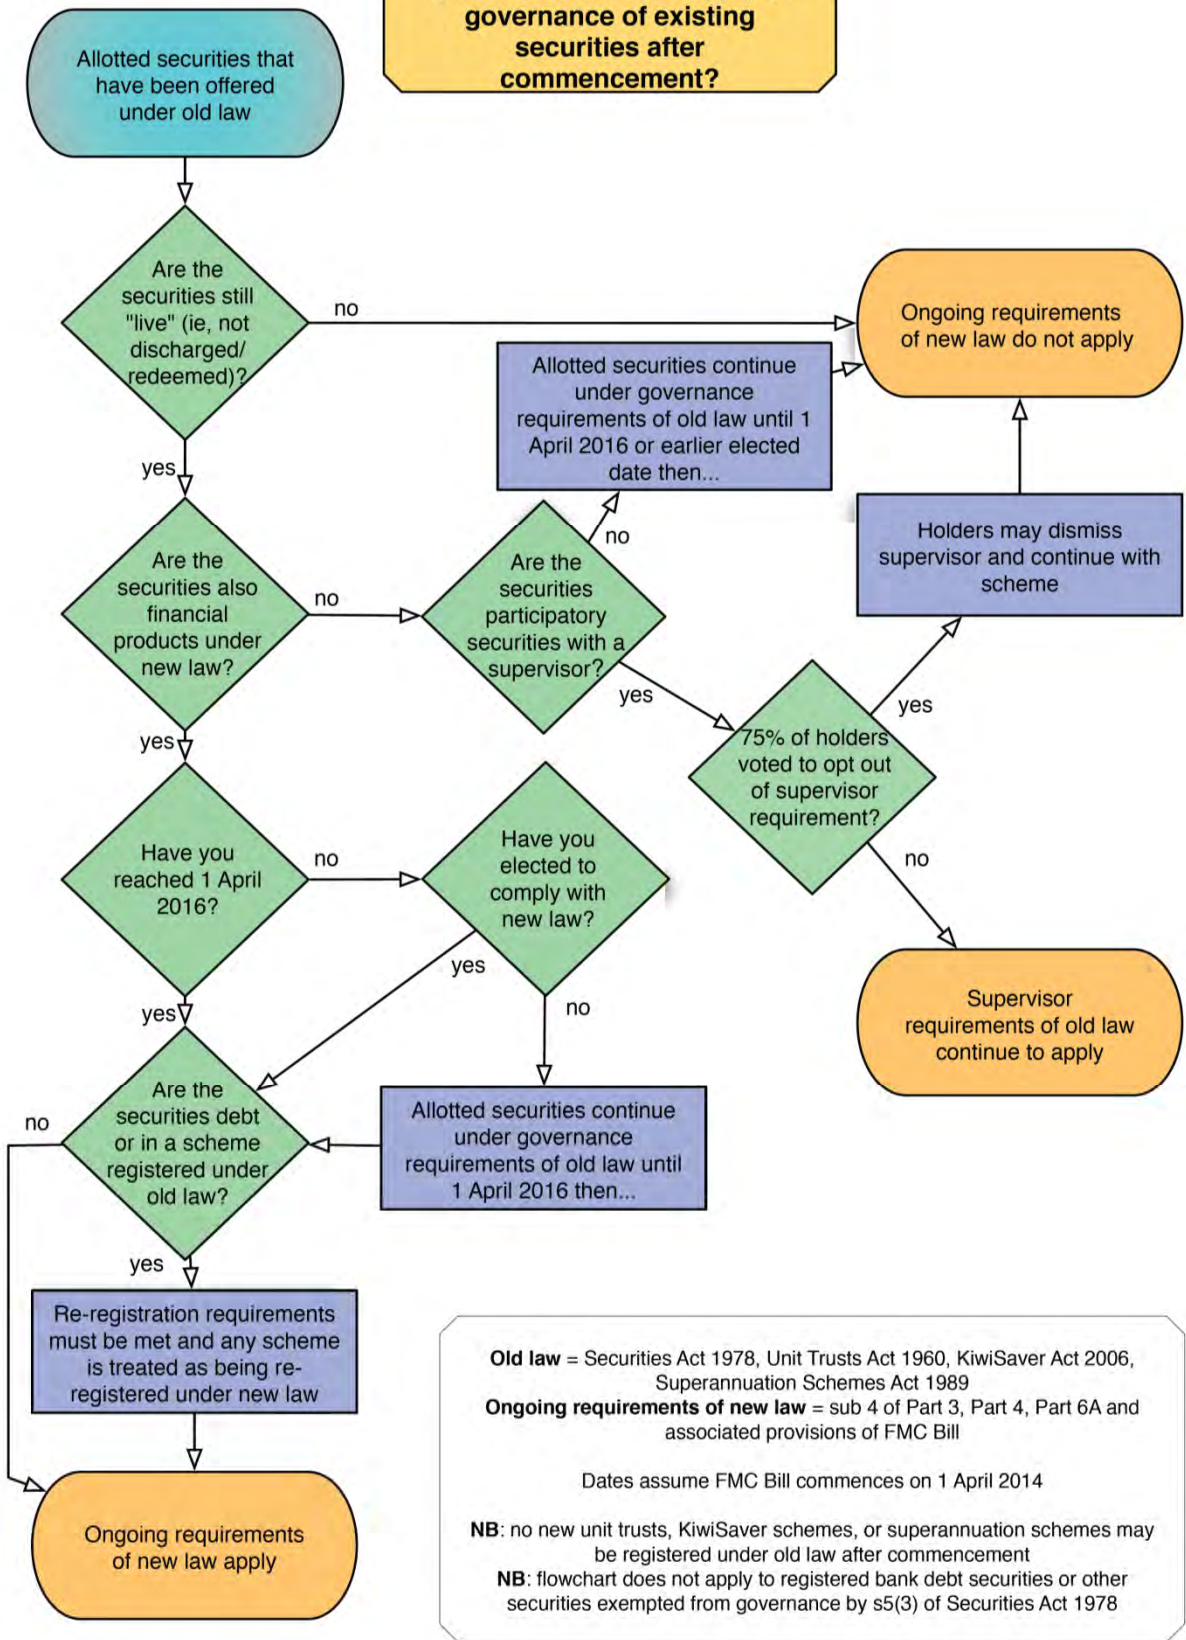 governance of existing
securities after
commencement?
Allotted securities that
have been offered
under old law
Are the
securities still
"live" (ie, not
discharged/
redeemed)?
no
Ongoing requirements
of new law do not apply
Allotted securities continue
under governance
requirements of old law until 1
April 2016 or earlier elected
date then...
yes
Are the
securities also
financial
products under
new law?
no
Are the
securities
participatory
securities with a
supervisor?
no
Holders may dismiss
supervisor and continue with
scheme
yes
75% of holders
voted to opt out
of supervisor
requirement?
yes
no
Supervisor
requirements of old law
continue to apply
yes
Have you
reached 1 April
2016?
no
Have you
elected to
comply with
new law?
yes
no
yes
Are the
securities debt
or in a scheme
registered under
old law?
no
Allotted securities continue
under governance
requirements of old law until
1 April 2016 then...
yes
Re-registration requirements
must be met and any scheme
is treated as being re-
registered under new law
Ongoing requirements
of new law apply
Old law = Securities Act 1978, Unit Trusts Act 1960, KiwiSaver Act 2006,
Superannuation Schemes Act 1989
Ongoing requirements of new law = sub 4 of Part 3, Part 4, Part 6A and
associated provisions of FMC Bill
Dates assume FMC Bill commences on 1 April 2014
NB: no new unit trusts, KiwiSaver schemes, or superannuation schemes may
be registered under old law after commencement
NB: flowchart does not apply to registered bank debt securities or other
securities exempted from governance by s5(3) of Securities Act 1978